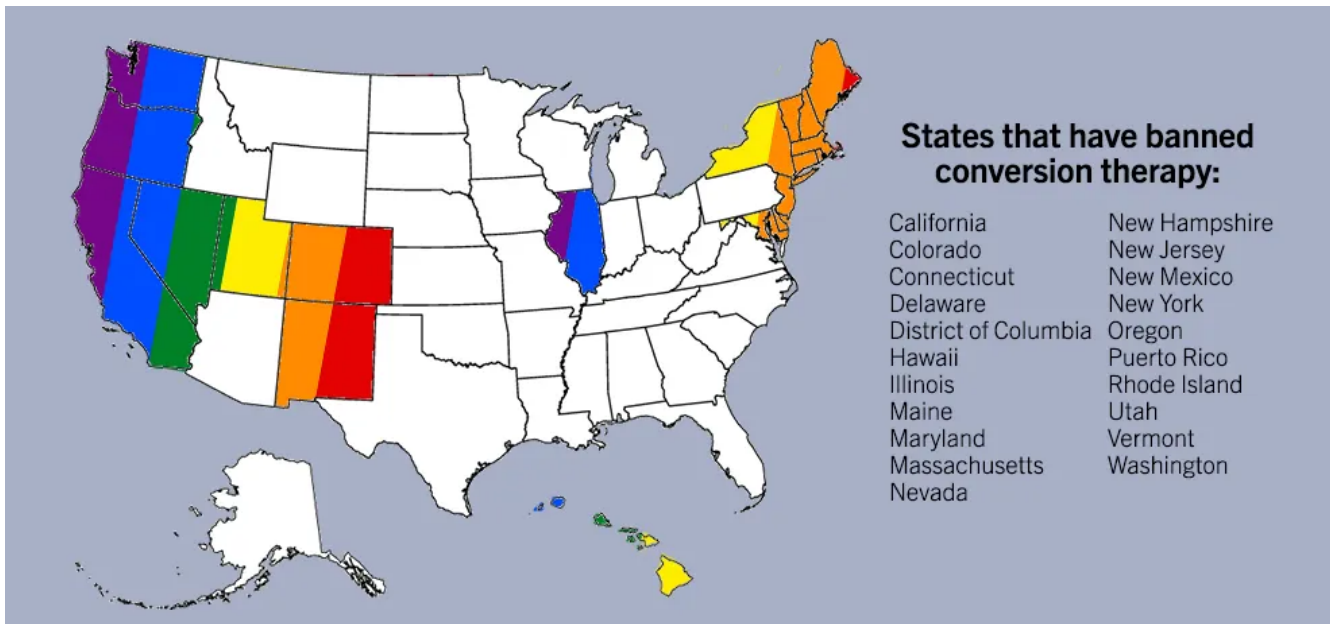 States that have banned
conversion therapy:
California
Colorado
Connecticut
Delaware
District of Columbia
Hawaii
Illinois
Maine
Maryland
Massachusetts
Nevada
New Hampshire
New Jersey
New Mexico
New York
Oregon
Puerto Rico
Rhode Island
Utah
Vermont
Washington